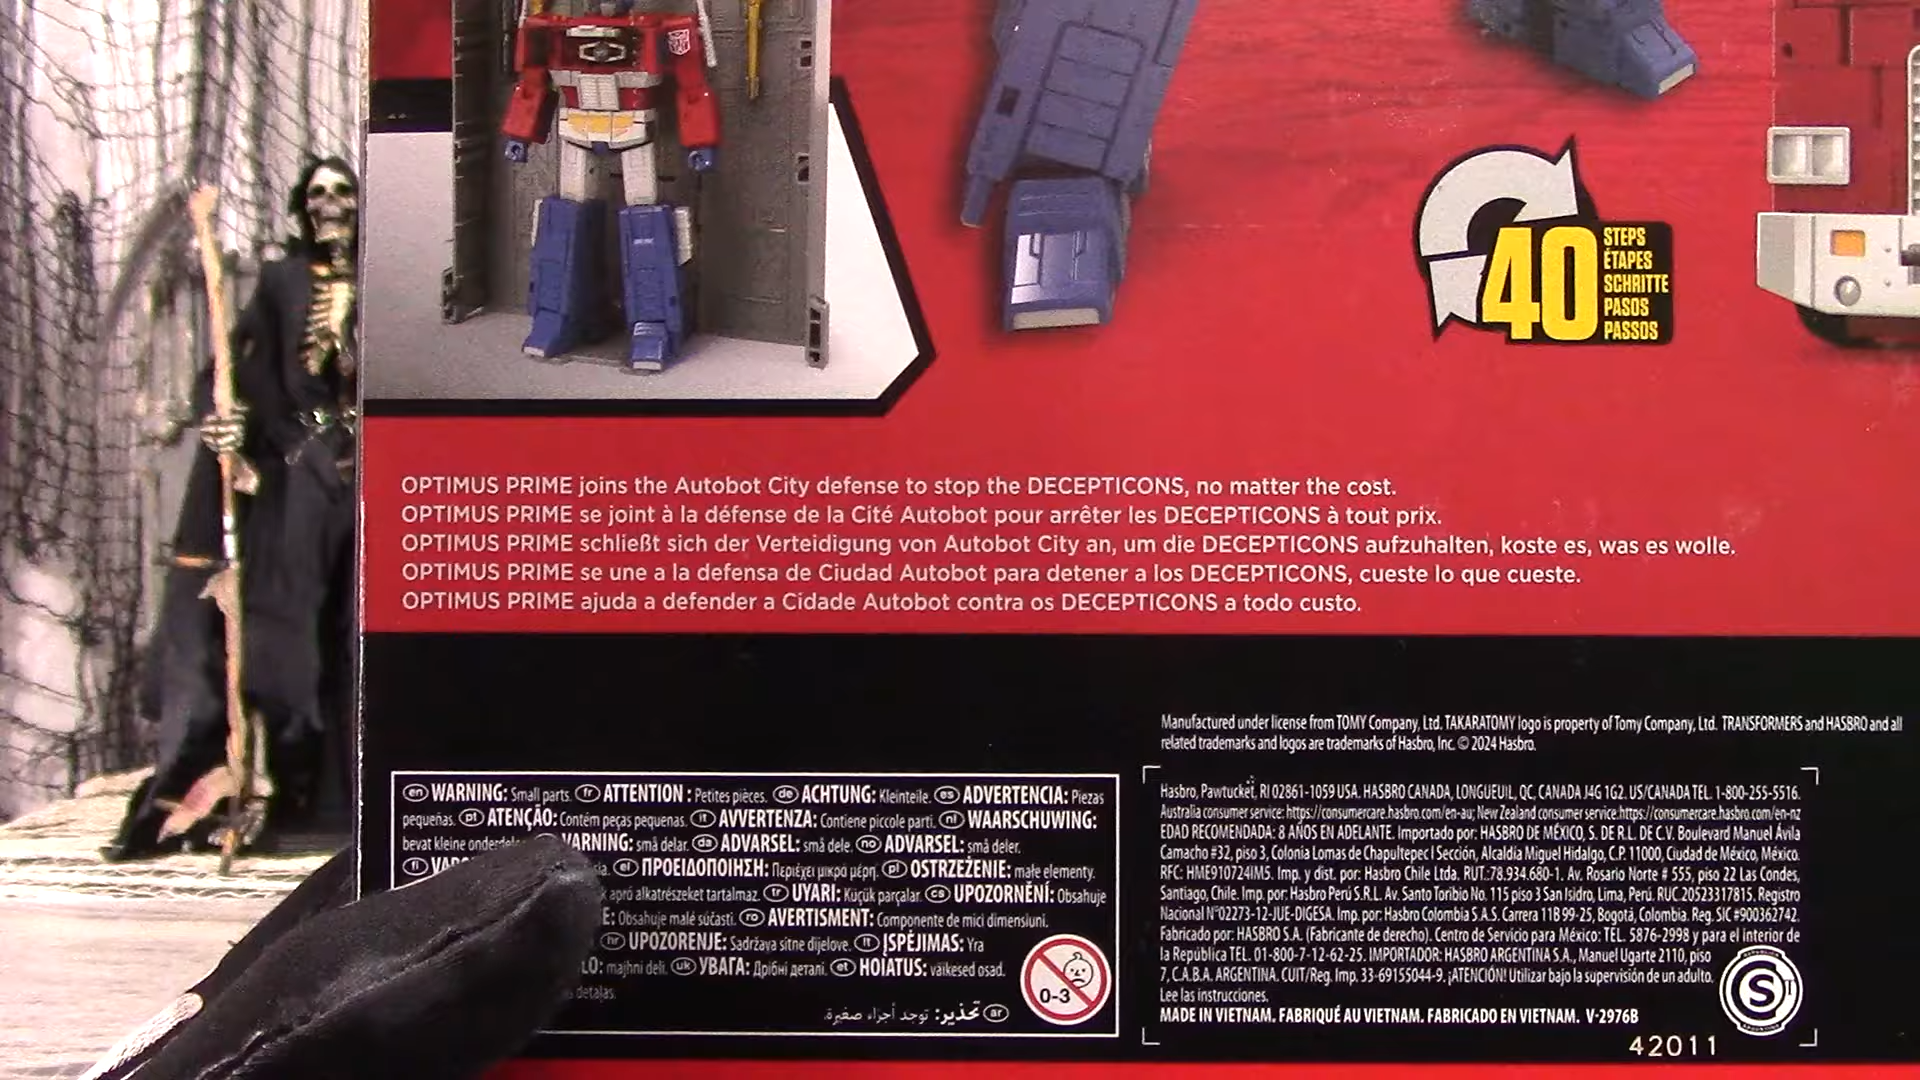 40
STEPS
ÉTAPES
SCHRITTE
PASOS
PASSOS
OPTIMUS PRIME joins the Autobot City defense to stop the DECEPTICONS, no matter the cost.
OPTIMUS PRIME se joint à la défense de la Cité Autobot pour arrêter les DECEPTICONS à tout prix.
OPTIMUS PRIME schließt sich der Verteidigung von Autobot City an, um die DECEPTICONS aufzuhalten, koste es, was es wolle.
OPTIMUS PRIME se une a la defensa de Ciudad Autobot para detener a los DECEPTICONS, cueste lo que cueste.
OPTIMUS PRIME ajuda a defender a Cidade Autobot contra os DECEPTICONS a todo custo.
en WARNING: Small parts. fr ATTENTION : Petites pièces. de ACHTUNG: Kleinteile. es ADVERTENCIA: Piezas
pequeñas. pt ATENÇÃO: Contém peças pequenas. it AVVERTENZA: Contiene piccole parti. nl WAARSCHUWING:
bevat kleine VARNING: små delar. da ADVARSEL: små dele. no ADVARSEL: små deler.
fi el ΠΡΟΕΙΔΟΠΟΙΗΣΗ: Περιέχει μικρά μέρη. pl OSTRZEŻENIE: małe elementy.
apró alkatrészeket tartalmaz. tr UYARI: Küçük parçalar. cs UPOZORNĚNÍ: Obsahuje
E: Obsahuje malé súčasti. ro AVERTISMENT: Componente de mici dimensiuni.
hr UPOZORENJE: Sadržava sitne dijelove. lt ĮSPĖJIMAS: Yra
LO: majhni deli. uk УВАГА: Дрібні деталі. et HOIATUS: väikesed osad.
detaļas.
ar تحذير: توجد أجزاء صغيرة.
0-3
Manufactured under license from TOMY Company, Ltd. TAKARATOMY logo is property of Tomy Company, Ltd. TRANSFORMERS and HASBRO and all
related trademarks and logos are trademarks of Hasbro, Inc. © 2024 Hasbro.
Hasbro, Pawtucket, RI 02861-1059 USA. HASBRO CANADA, LONGUEUIL, QC, CANADA J4G 1G2. US/CANADA TEL. 1-800-255-5516.
Australia consumer service: https://consumercare.hasbro.com/en-au; New Zealand consumer service:https://consumercare.hasbro.com/en-nz
EDAD RECOMENDADA: 8 AÑOS EN ADELANTE. Importado por: HASBRO DE MÉXICO, S. DE R.L. DE C.V. Boulevard Manuel Ávila
Camacho #32, piso 3, Colonia Lomas de Chapultepec I Sección, Alcaldía Miguel Hidalgo, C.P. 11000, Ciudad de México, México.
RFC: HME910724IM5. Imp. y dist. por: Hasbro Chile Ltda. RUT.:78.934.680-1. Av. Rosario Norte # 555, piso 22 Las Condes,
Santiago, Chile. Imp. por: Hasbro Perú S.R.L. Av. Santo Toribio No. 115 piso 3 San Isidro, Lima, Perú. RUC 20523317815. Registro
Nacional N°02273-12-JUE-DIGESA. Imp. por: Hasbro Colombia S.A.S. Carrera 11B 99-25, Bogotá, Colombia. Reg. SIC #900362742.
Fabricado por: HASBRO S.A. (Fabricante de derecho). Centro de Servicio para México: TEL. 5876-2998 y para el interior de
la República TEL. 01-800-7-12-62-25. IMPORTADOR: HASBRO ARGENTINA S.A., Manuel Ugarte 2110, piso
7, C.A.B.A. ARGENTINA. CUIT/Reg. Imp. 33-69155044-9. ¡ATENCIÓN! Utilizar bajo la supervisión de un adulto.
Lee las instrucciones.
MADE IN VIETNAM. FABRIQUÉ AU VIETNAM. FABRICADO EN VIETNAM. V-2976B
S
42011